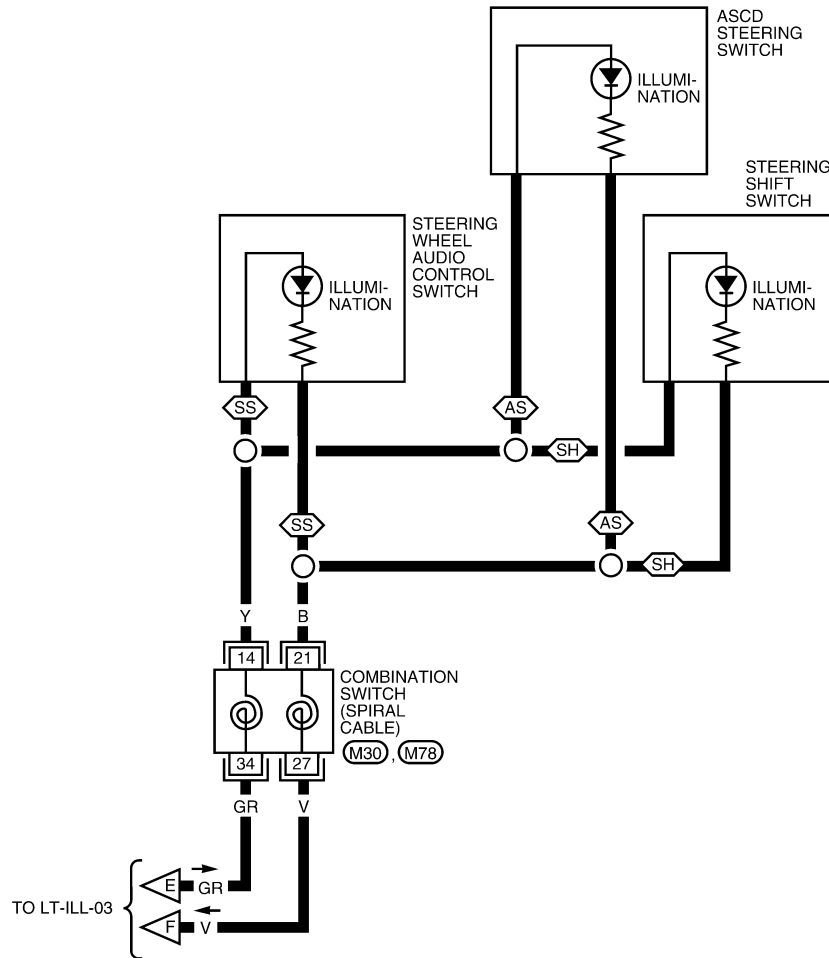 ASCD
STEERING
SWITCH
ILLUMI-
NATION
STEERING
SHIFT
SWITCH
STEERING
WHEEL
AUDIO
CONTROL
SWITCH
ILLUMI-
NATION
ILLUMI-
NATION
SS
AS
SH
SS
AS
SH
Y B
14 21
COMBINATION
SWITCH
(SPIRAL
CABLE)
M30 , M78
34 27
GR V
E GR
TO LT-ILL-03
F V